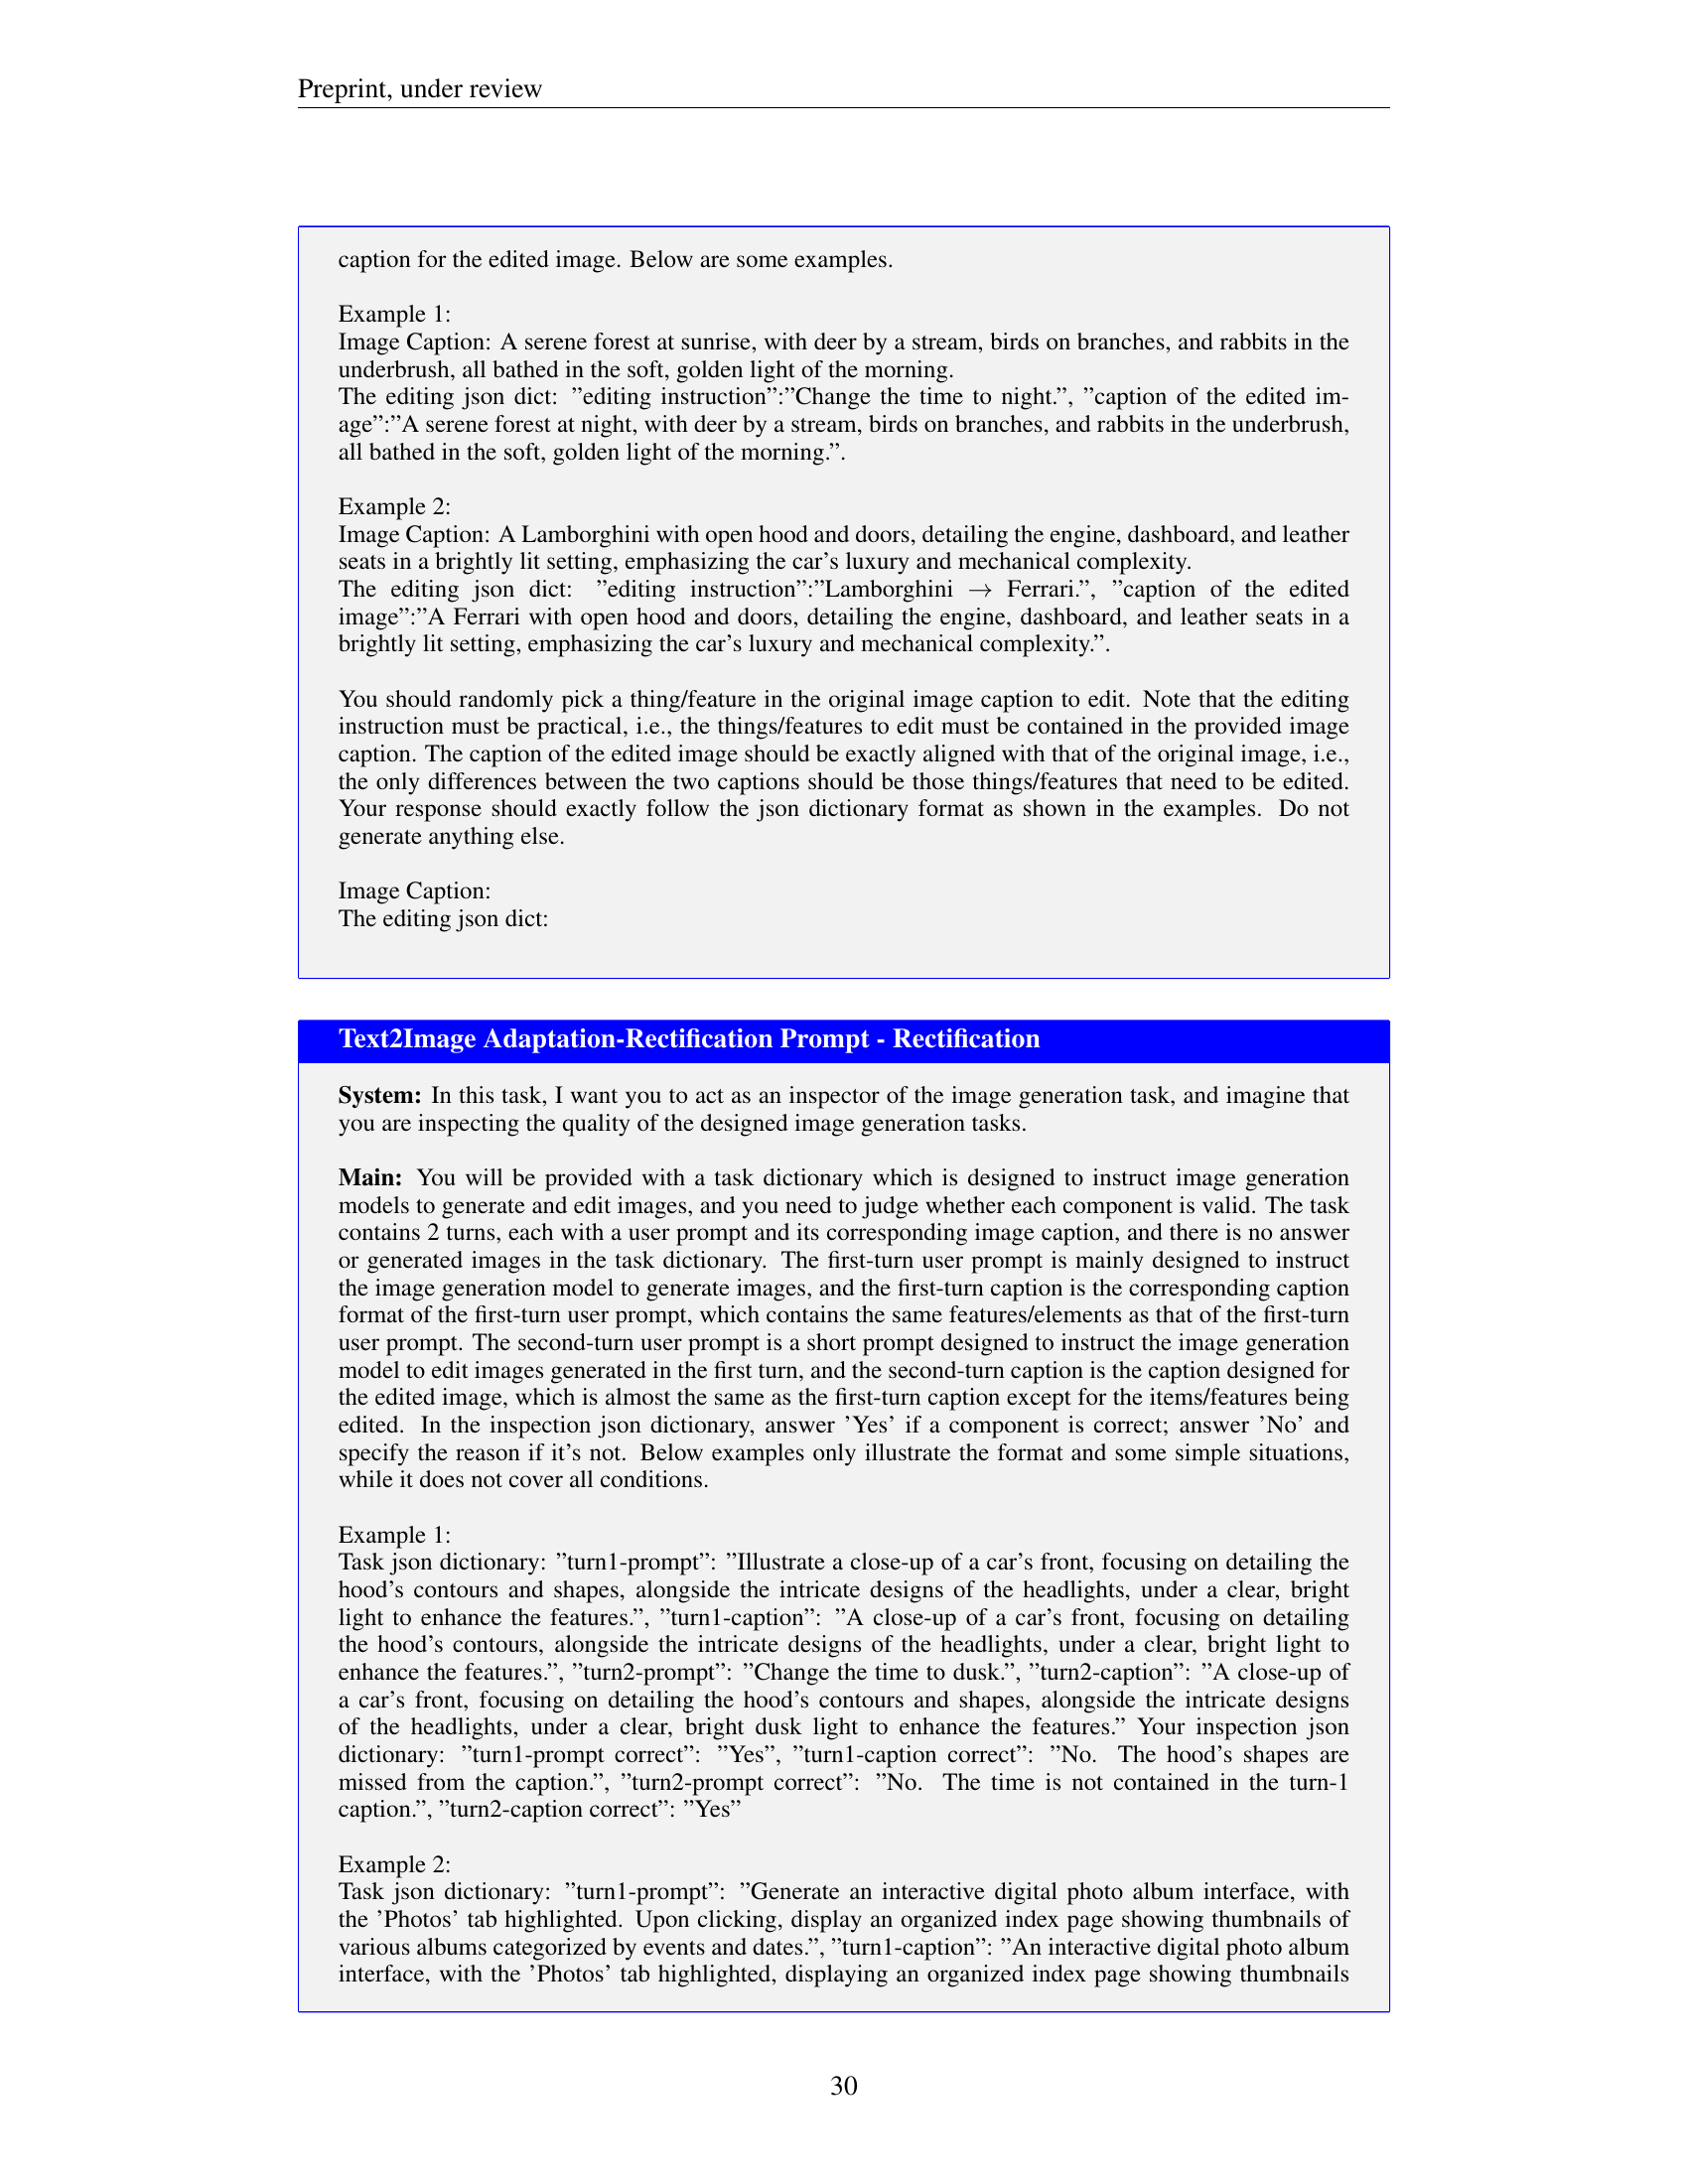 Preprint, under review
caption for the edited image. Below are some examples.
Example 1:
Image Caption: A serene forest at sunrise, with deer by a stream, birds on branches, and rabbits in the
underbrush, all bathed in the soft, golden light of the morning.
The editing json dict: ”editing instruction”:”Change the time to night.”, ”caption of the edited im-
age”:”A serene forest at night, with deer by a stream, birds on branches, and rabbits in the underbrush,
all bathed in the soft, golden light of the morning.”.
Example 2:
Image Caption: A Lamborghini with open hood and doors, detailing the engine, dashboard, and leather
seats in a brightly lit setting, emphasizing the car’s luxury and mechanical complexity.
The editing json dict: ”editing instruction”:”Lamborghini → Ferrari.”, ”caption of the edited
image”:”A Ferrari with open hood and doors, detailing the engine, dashboard, and leather seats in a
brightly lit setting, emphasizing the car’s luxury and mechanical complexity.”.
You should randomly pick a thing/feature in the original image caption to edit. Note that the editing
instruction must be practical, i.e., the things/features to edit must be contained in the provided image
caption. The caption of the edited image should be exactly aligned with that of the original image, i.e.,
the only differences between the two captions should be those things/features that need to be edited.
Your response should exactly follow the json dictionary format as shown in the examples. Do not
generate anything else.
Image Caption:
The editing json dict:
Text2Image Adaptation-Rectification Prompt - Rectification
System: In this task, I want you to act as an inspector of the image generation task, and imagine that
you are inspecting the quality of the designed image generation tasks.
Main: You will be provided with a task dictionary which is designed to instruct image generation
models to generate and edit images, and you need to judge whether each component is valid. The task
contains 2 turns, each with a user prompt and its corresponding image caption, and there is no answer
or generated images in the task dictionary. The first-turn user prompt is mainly designed to instruct
the image generation model to generate images, and the first-turn caption is the corresponding caption
format of the first-turn user prompt, which contains the same features/elements as that of the first-turn
user prompt. The second-turn user prompt is a short prompt designed to instruct the image generation
model to edit images generated in the first turn, and the second-turn caption is the caption designed for
the edited image, which is almost the same as the first-turn caption except for the items/features being
edited. In the inspection json dictionary, answer ’Yes’ if a component is correct; answer ’No’ and
specify the reason if it’s not. Below examples only illustrate the format and some simple situations,
while it does not cover all conditions.
Example 1:
Task json dictionary: ”turn1-prompt”: ”Illustrate a close-up of a car’s front, focusing on detailing the
hood’s contours and shapes, alongside the intricate designs of the headlights, under a clear, bright
light to enhance the features.”, ”turn1-caption”: ”A close-up of a car’s front, focusing on detailing
the hood’s contours, alongside the intricate designs of the headlights, under a clear, bright light to
enhance the features.”, ”turn2-prompt”: ”Change the time to dusk.”, ”turn2-caption”: ”A close-up of
a car’s front, focusing on detailing the hood’s contours and shapes, alongside the intricate designs
of the headlights, under a clear, bright dusk light to enhance the features.” Your inspection json
dictionary: ”turn1-prompt correct”: ”Yes”, ”turn1-caption correct”: ”No. The hood’s shapes are
missed from the caption.”, ”turn2-prompt correct”: ”No. The time is not contained in the turn-1
caption.”, ”turn2-caption correct”: ”Yes”
Example 2:
Task json dictionary: ”turn1-prompt”: ”Generate an interactive digital photo album interface, with
the ’Photos’ tab highlighted. Upon clicking, display an organized index page showing thumbnails of
various albums categorized by events and dates.”, ”turn1-caption”: ”An interactive digital photo album
interface, with the ’Photos’ tab highlighted, displaying an organized index page showing thumbnails
30